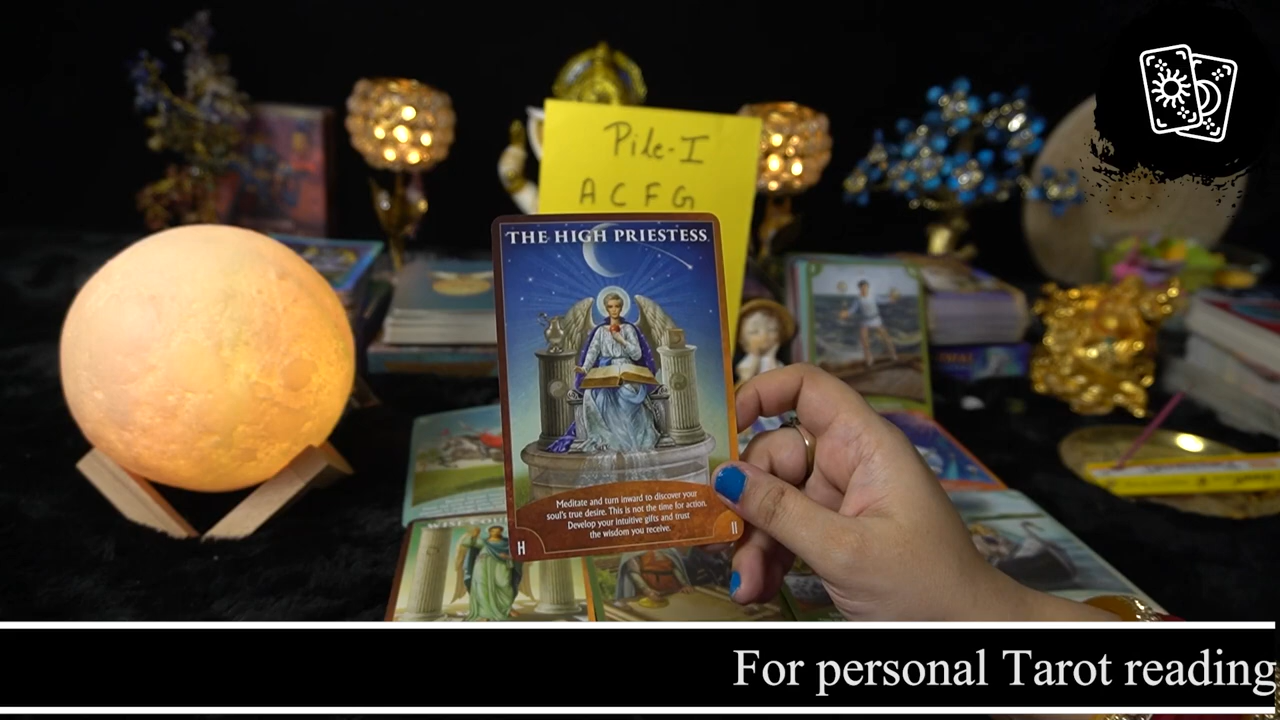 Pile-I
A C F G
THE HIGH PRIESTESS
Meditate and turn inward to discover your
soul's true desire. This is not the time for action.
Develop your intuitive gifts and trust
the wisdom you receive.
H
II
For personal Tarot reading